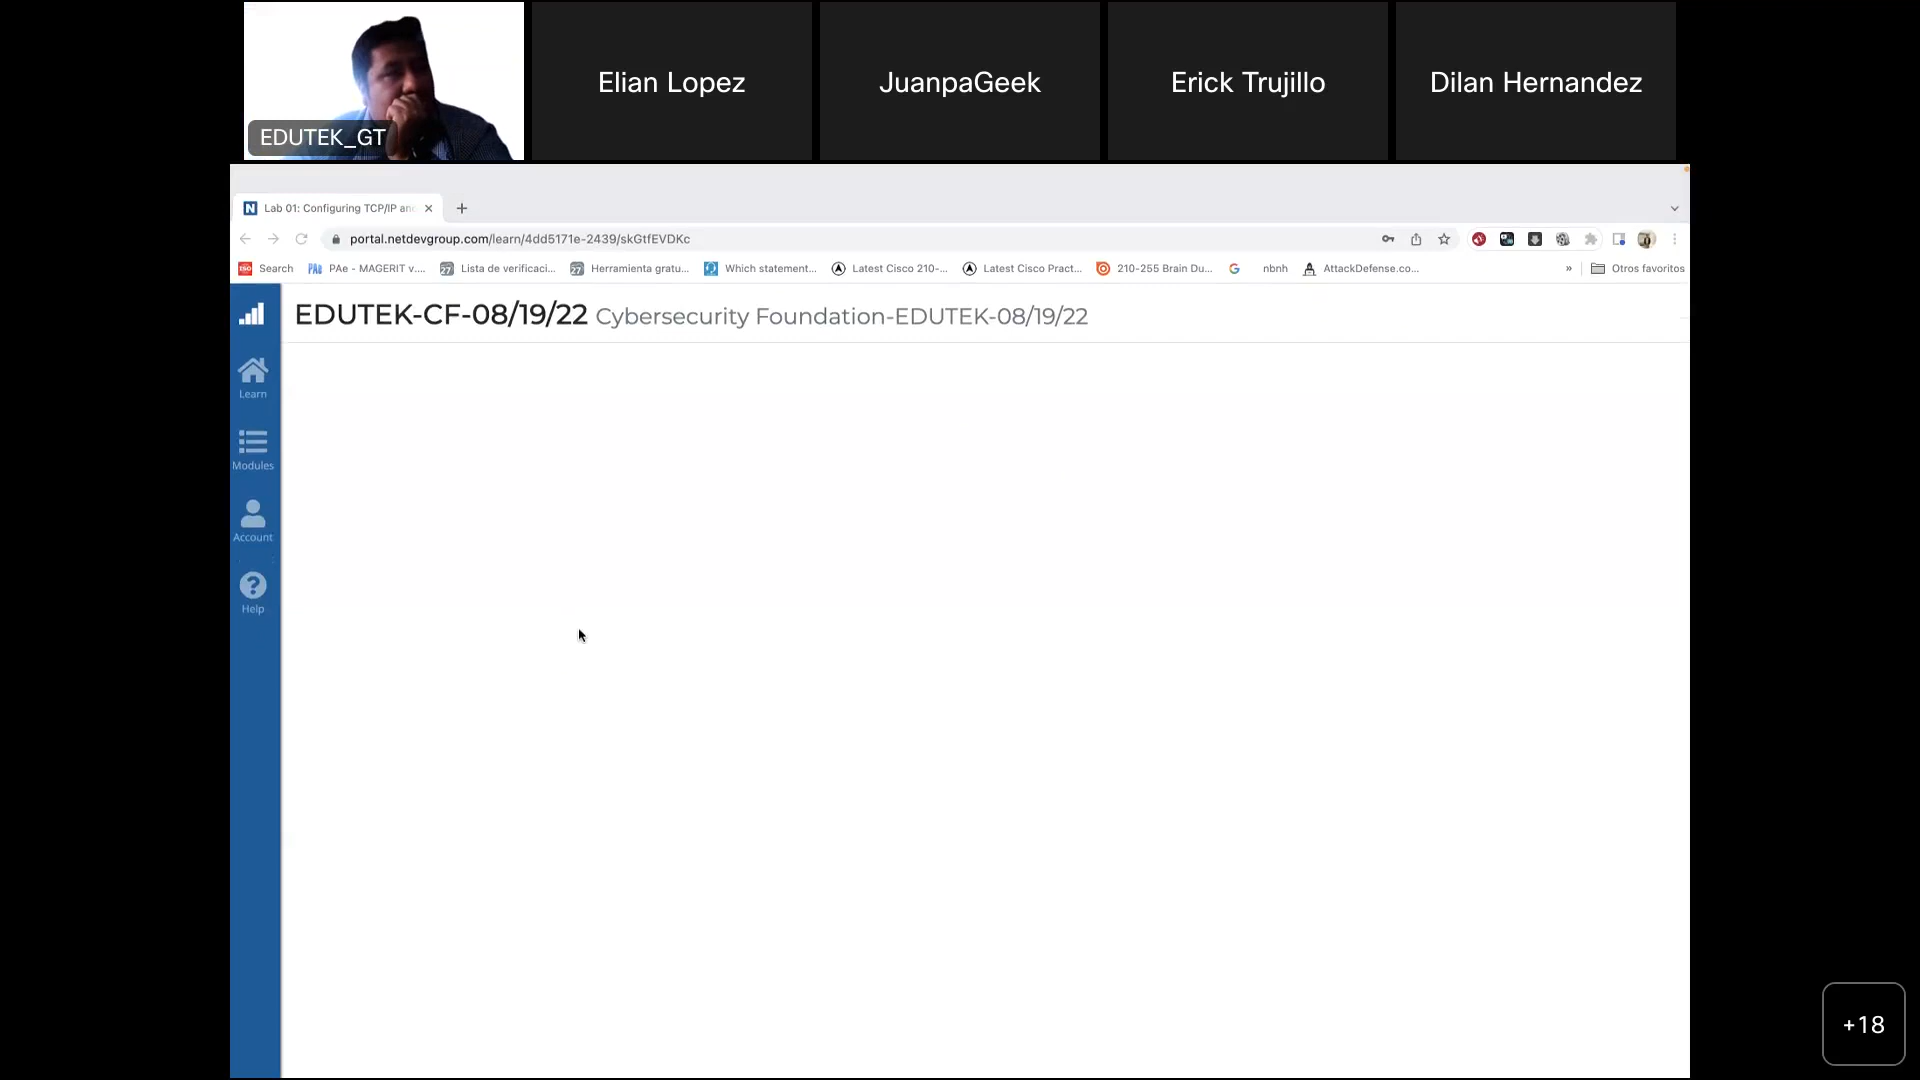 EDUTEK_GT
Elian Lopez
JuanpaGeek
Erick Trujillo
Dilan Hernandez
Lab 01: Configuring TCP/IP an
portal.netdevgroup.com/learn/4dd5171e-2439/skGtfEVDKc
Search PAe - MAGERIT v.... Lista de verificaci... Herramienta gratu... Which statement... Latest Cisco 210-... Latest Cisco Pract... 210-255 Brain Du... nbnh AttackDefense.co... » Otros favoritos
EDUTEK-CF-08/19/22 Cybersecurity Foundation-EDUTEK-08/19/22
Learn
Modules
Account
Help
+18